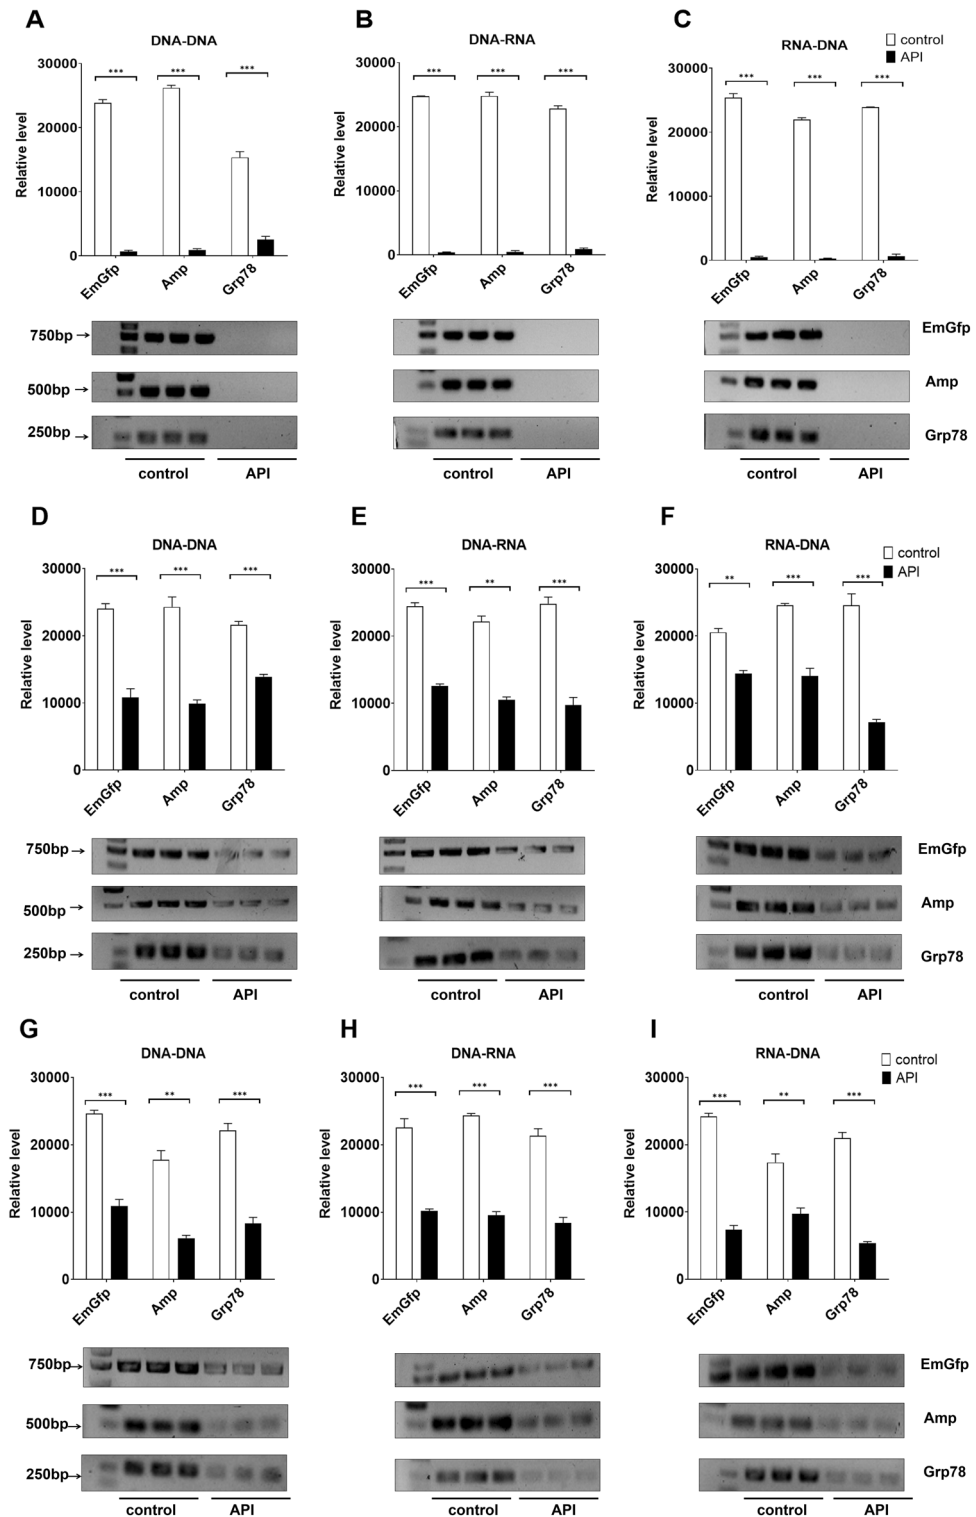 A
DNA-DNA
Relative level
30000
20000
10000
0
***
***
***
EmGfp
Amp
Grp78
B
DNA-RNA
Relative level
30000
20000
10000
0
***
***
***
EmGfp
Amp
Grp78
C
RNA-DNA
control
API
Relative level
30000
20000
10000
0
***
***
***
EmGfp
Amp
Grp78
750bp
EmGfp
500bp
Amp
250bp
Grp78
control
API
control
API
control
API
D
DNA-DNA
Relative level
30000
20000
10000
0
***
***
***
EmGfp
Amp
Grp78
E
DNA-RNA
Relative level
30000
20000
10000
0
***
**
***
EmGfp
Amp
Grp78
F
RNA-DNA
control
API
Relative level
30000
20000
10000
0
**
***
***
EmGfp
Amp
Grp78
750bp
EmGfp
500bp
Amp
250bp
Grp78
control
API
control
API
control
API
G
DNA-DNA
Relative level
30000
20000
10000
0
***
**
***
EmGfp
Amp
Grp78
H
DNA-RNA
Relative level
30000
20000
10000
0
***
***
***
EmGfp
Amp
Grp78
I
RNA-DNA
control
API
Relative level
30000
20000
10000
0
***
**
***
EmGfp
Amp
Grp78
750bp
EmGfp
500bp
Amp
250bp
Grp78
control
API
control
API
control
API